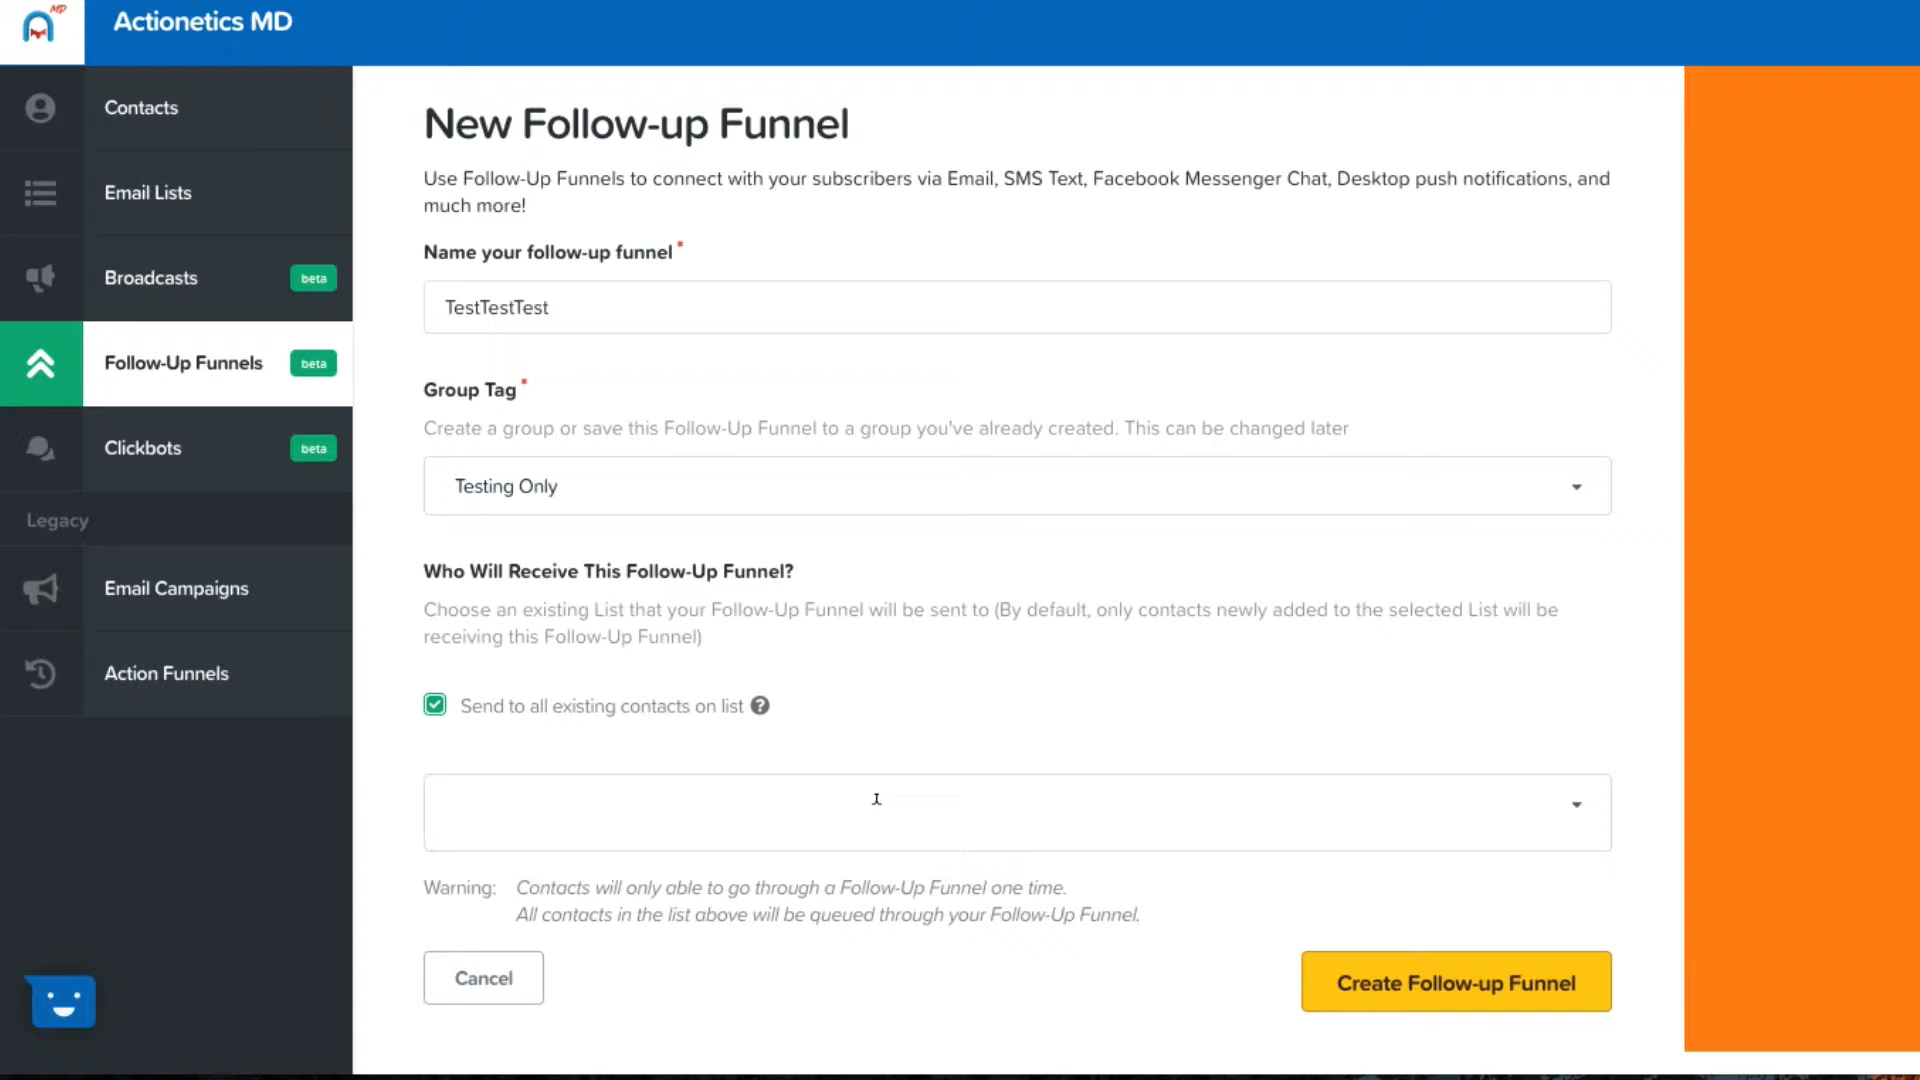 MD
Actionetics MD
Contacts
Email Lists
Broadcasts
beta
Follow-Up Funnels
beta
Clickbots
beta
Legacy
Email Campaigns
Action Funnels
New Follow-up Funnel
Use Follow-Up Funnels to connect with your subscribers via Email, SMS Text, Facebook Messenger Chat, Desktop push notifications, and
much more!
Name your follow-up funnel *
TestTestTest
Group Tag *
Create a group or save this Follow-Up Funnel to a group you've already created. This can be changed later
Testing Only
Who Will Receive This Follow-Up Funnel?
Choose an existing List that your Follow-Up Funnel will be sent to (By default, only contacts newly added to the selected List will be
receiving this Follow-Up Funnel)
Send to all existing contacts on list ?
Warning: Contacts will only able to go through a Follow-Up Funnel one time.
All contacts in the list above will be queued through your Follow-Up Funnel.
Cancel
Create Follow-up Funnel